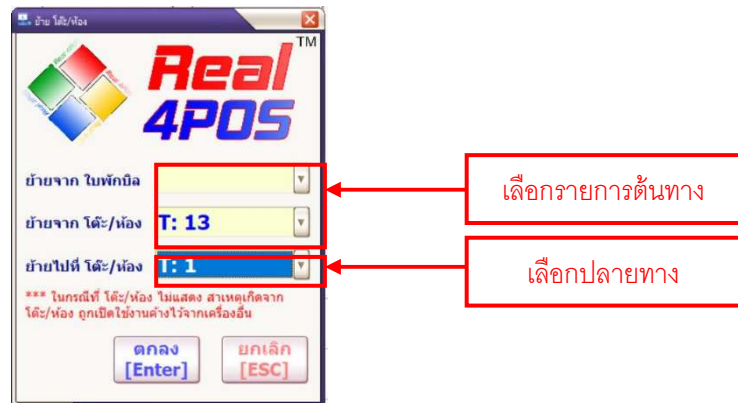 ย้าย โต๊ะ/ห้อง
Real TM
4POS
ย้ายจาก ใบพักบิล
เลือกรายการต้นทาง
ย้ายจาก โต๊ะ/ห้อง T: 13
ย้ายไปที่ โต๊ะ/ห้อง T: 1
เลือกปลายทาง
*** ในกรณีที่ โต๊ะ/ห้อง ไม่แสดง สาเหตุเกิดจาก
โต๊ะ/ห้อง ถูกเปิดใช้งานค้างไว้จากเครื่องอื่น
ตกลง
[Enter]
ยกเลิก
[ESC]